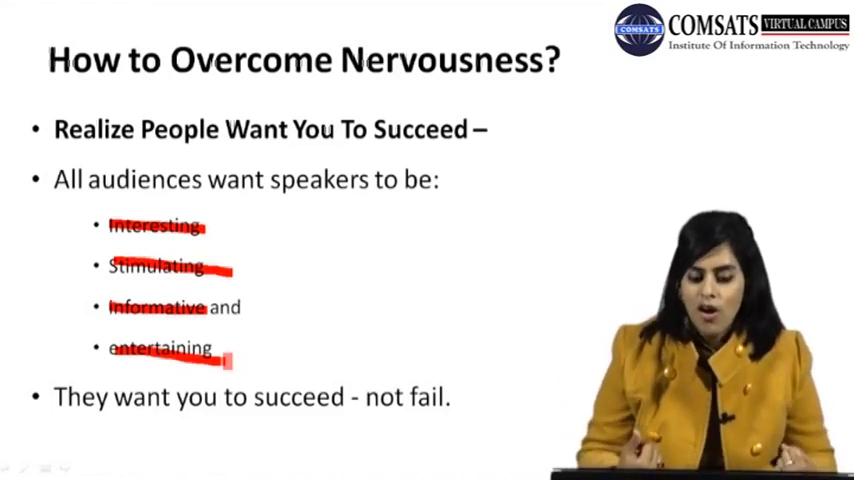 COMSATS VIRTUAL CAMPUS
COMSATS
Institute Of Information Technology
How to Overcome Nervousness?
• Realize People Want You To Succeed –
• All audiences want speakers to be:
• Interesting
• Stimulating
• Informative and
• entertaining
• They want you to succeed - not fail.